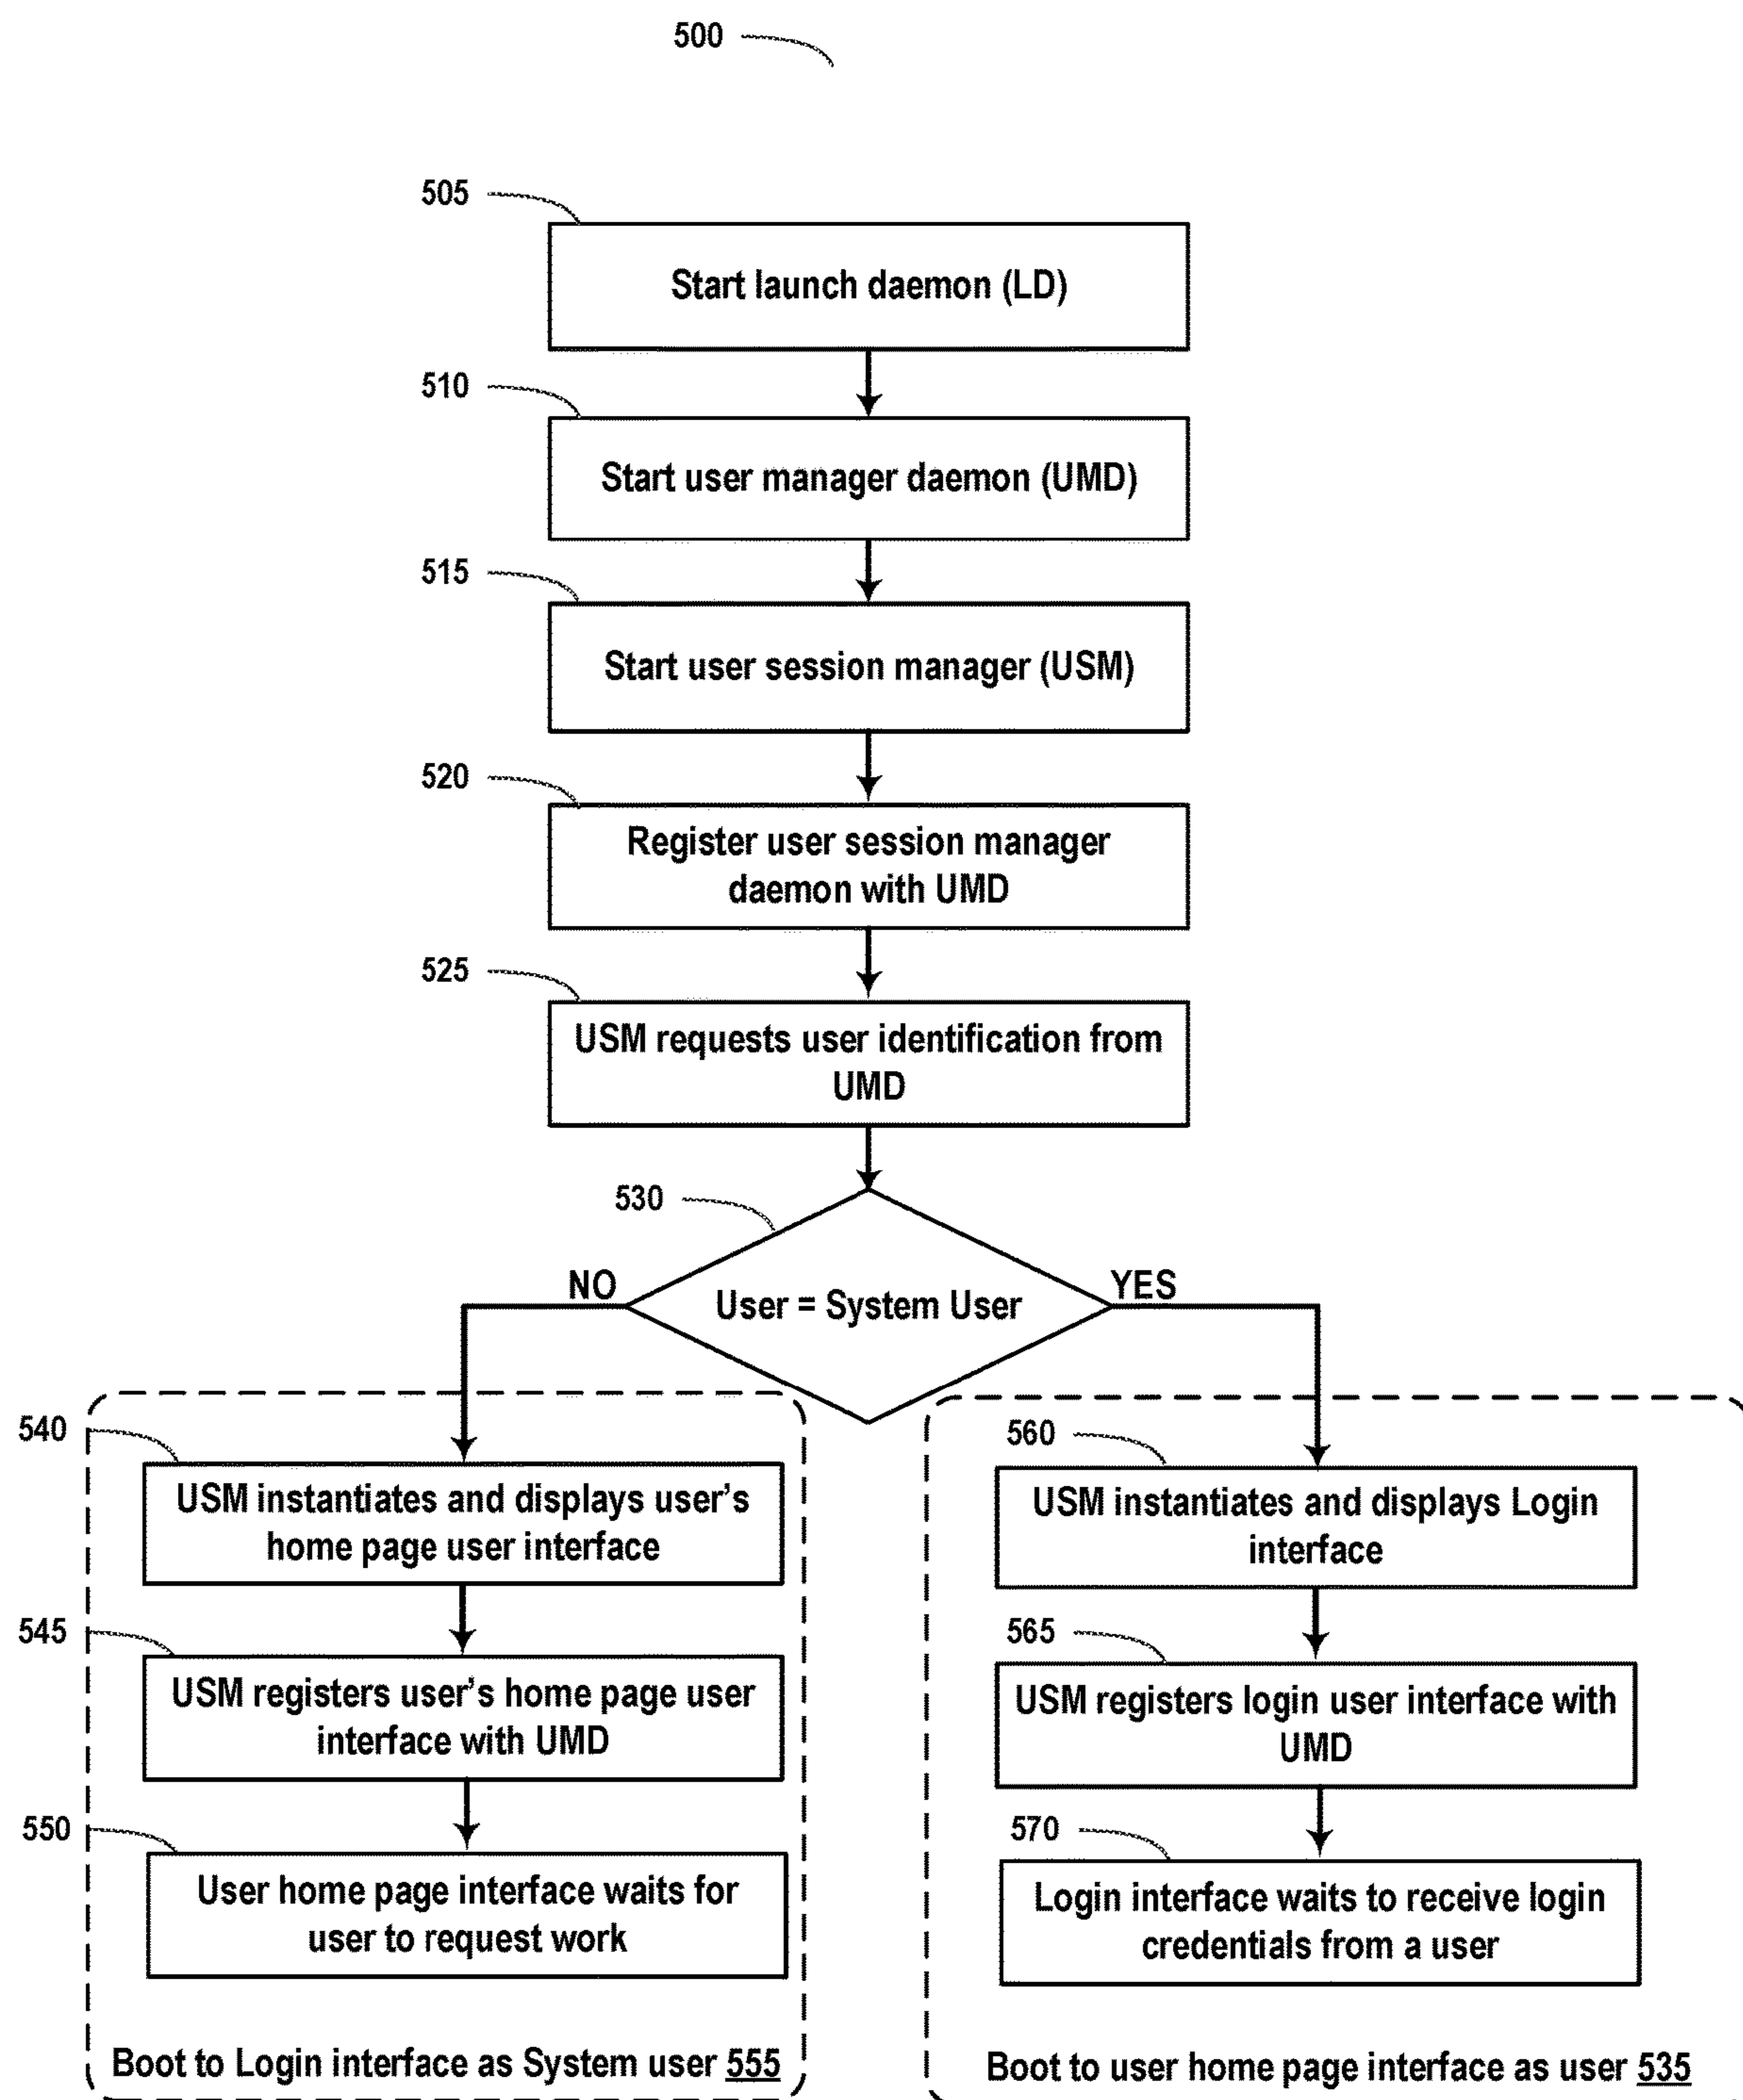 500
505
Start launch daemon (LD)
510
Start user manager daemon (UMD)
515
Start user session manager (USM)
520
Register user session manager
daemon with UMD
525
USM requests user identification from
UMD
530
NO
YES
User = System User
540
USM instantiates and displays user's
home page user interface
545
USM registers user's home page user
interface with UMD
550
User home page interface waits for
user to request work
Boot to Login interface as System user 555
560
USM instantiates and displays Login
interface
565
USM registers login user interface with
UMD
570
Login interface waits to receive login
credentials from a user
Boot to user home page interface as user 535